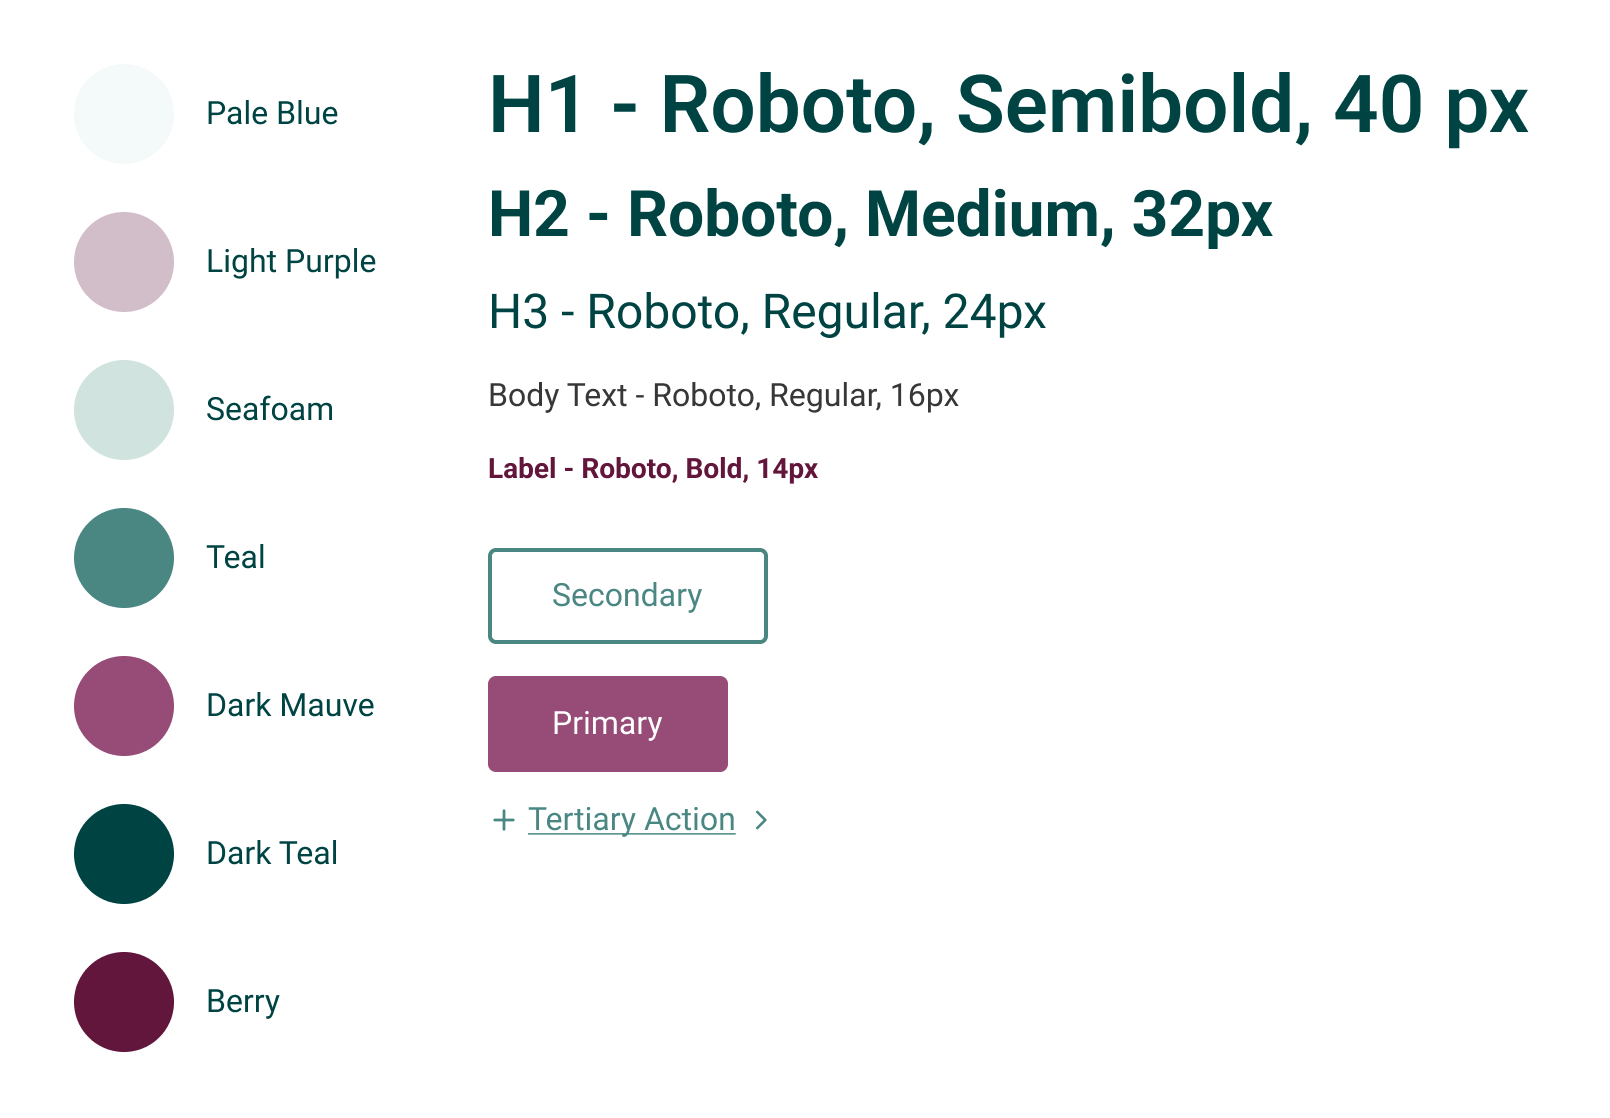 Pale Blue
Light Purple
Seafoam
Teal
Dark Mauve
Dark Teal
Berry
H1 - Roboto, Semibold, 40 px
H2 - Roboto, Medium, 32px
H3 - Roboto, Regular, 24px
Body Text - Roboto, Regular, 16px
Label - Roboto, Bold, 14px
Secondary
Primary
+ Tertiary Action >